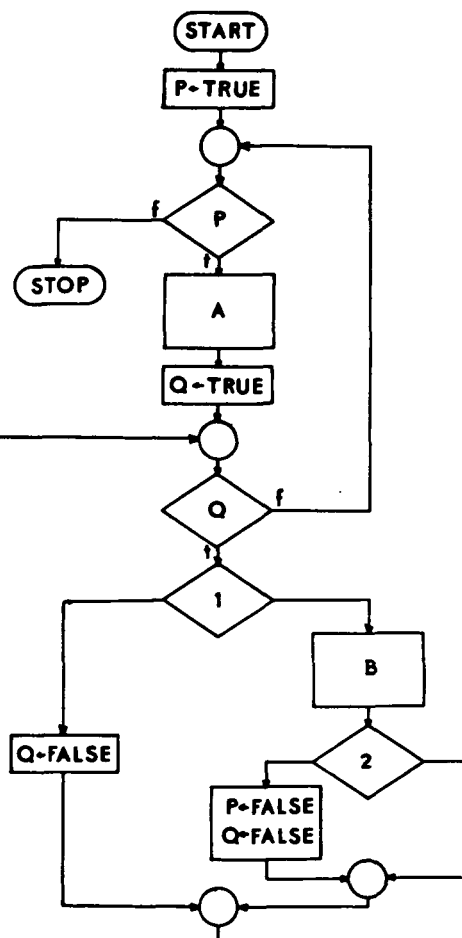 START
P←TRUE
f
P
t
STOP
A
Q←TRUE
Q
f
t
1
B
Q←FALSE
2
P←FALSE
Q←FALSE